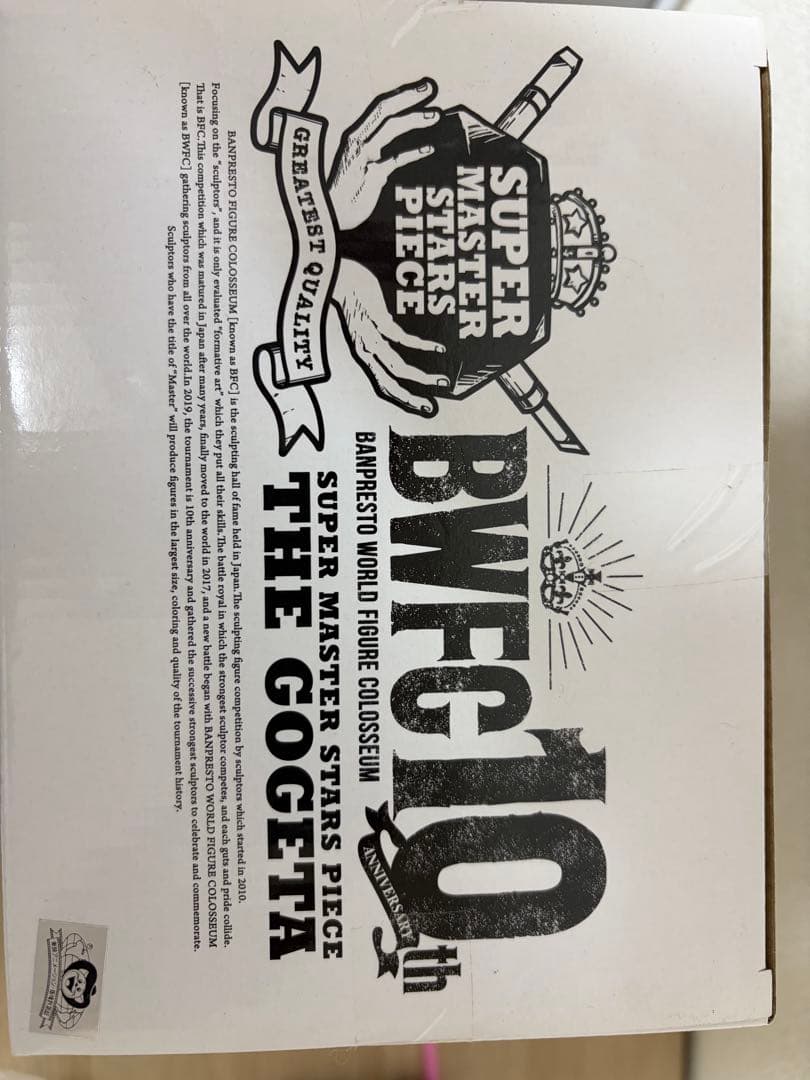 SUPER
MASTER
STARS
PIECE
GREATEST QUALITY
BWFC10th
ANNIVERSARY
BANPRESTO WORLD FIGURE COLOSSEUM
SUPER MASTER STARS PIECE
THE GOGETA
BANPRESTO FIGURE COLOSSEUM [known as BFC] is the sculpting hall of fame held in Japan. The sculpting figure competition by sculptors which started in 2010.
Focusing on the "sculptors", and it is only evaluated "formative art" which they put all their skills. The battle royal in which the strongest sculptor competes, and each guts and pride collide.
That is BFC. This competition which was matured in Japan after many years, finally moved to the world in 2017, and a new battle began with BANPRESTO WORLD FIGURE COLOSSEUM
[known as BWFC] gathering sculptors from all over the world. In 2019, the tournament is 10th anniversary and gathered the successive strongest sculptors to celebrate and commemorate.
Sculptors who have the title of "Master" will produce figures in the largest size, coloring and quality of the tournament history.